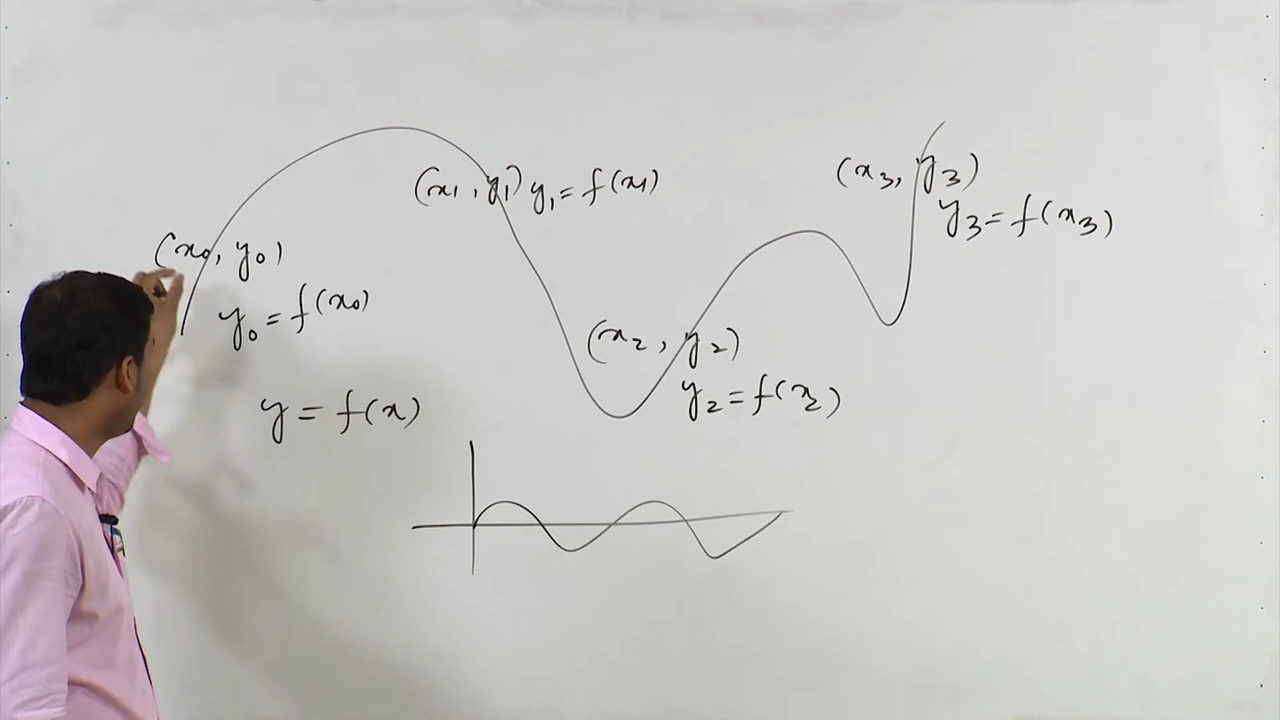 (x₁, y₁) y₁ = f(x₁)
(x₃, y₃)
y₃ = f(x₃)
(x₀, y₀)
y₀ = f(x₀)
(x₂, y₂)
y₂ = f(x₂)
y = f(x)